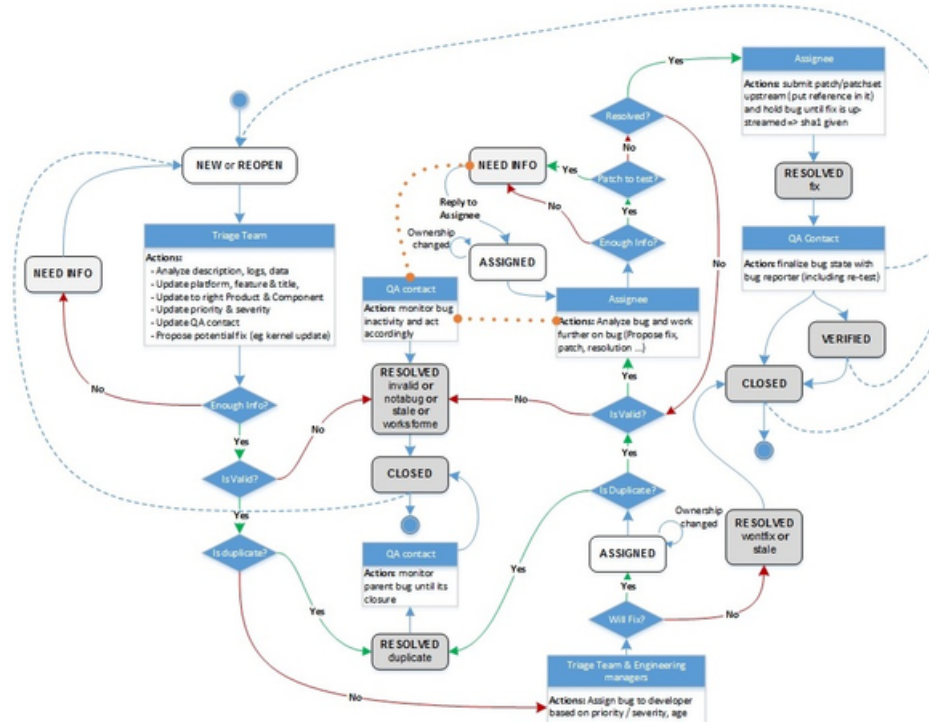 Yes
Assignee
Actions: submit patch/patchset
upstream (put reference in it)
and hold bug until fix is up-
streamed => sha1 given
Resolved?
No
NEW or REOPEN
NEED INFO
Yes
Patch to test?
RESOLVED
fix
Reply to
Assignee
No
Yes
Triage Team
Actions:
- Analyze description, logs, data
- Update platform, feature & title,
- Update to right Product & Component
- Update priority & severity
- Update QA contact
- Propose potential fix (eg kernel update)
Ownership
changed
Enough Info?
QA Contact
Action: finalize bug state with
bug reporter (including re-test)
NEED INFO
ASSIGNED
No
QA contact
Action: monitor bug
inactivity and act
accordingly
Assignee
Actions: Analyze bug and work
further on bug (Propose fix,
patch, resolution ...)
VERIFIED
RESOLVED
invalid or
notabug or
stale or
worksforme
Yes
CLOSED
No
Enough Info?
No
No
Is Valid?
Yes
Yes
CLOSED
Is Valid?
Is Duplicate?
Yes
Ownership
changed
RESOLVED
wontfix or
stale
Is duplicate?
QA contact
Action: monitor
parent bug until its
closure
ASSIGNED
Yes
Yes
Yes
Will Fix?
No
RESOLVED
duplicate
Triage Team & Engineering
managers
No
Actions: Assign bug to developer
based on priority / severity, age